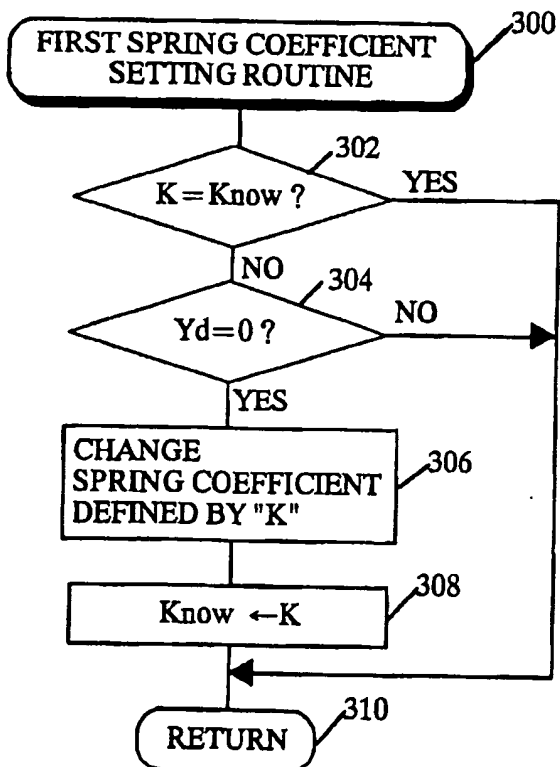 FIRST SPRING COEFFICIENT
SETTING ROUTINE
300
302
K=Know ?
YES
NO
304
Yd=0 ?
NO
YES
CHANGE
SPRING COEFFICIENT
DEFINED BY "K"
306
Know ←K
308
RETURN
310